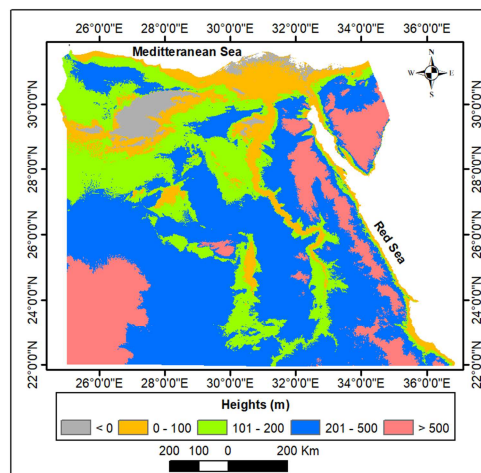 26°0'0"E 28°0'0"E 30°0'0"E 32°0'0"E 34°0'0"E 36°0'0"E
Meditteranean Sea
N
W E
S
30°0'0"N 30°0'0"N
28°0'0"N 28°0'0"N
26°0'0"N 26°0'0"N
Red Sea
24°0'0"N 24°0'0"N
22°0'0"N 22°0'0"N
26°0'0"E 28°0'0"E 30°0'0"E 32°0'0"E 34°0'0"E 36°0'0"E
Heights (m)
< 0 0 - 100 101 - 200 201 - 500 > 500
200 100 0 200 Km